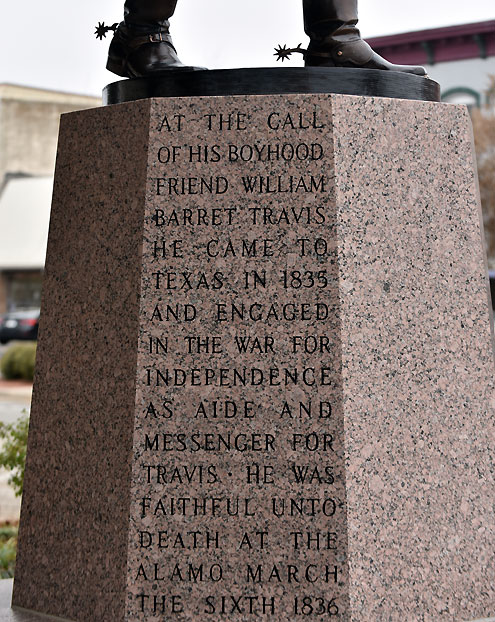 AT THE CALL
OF HIS BOYHOOD
FRIEND WILLIAM
BARRET TRAVIS
HE CAME TO
TEXAS IN 1835
AND ENGAGED
IN THE WAR FOR
INDEPENDENCE
AS AIDE AND
MESSENGER FOR
TRAVIS · HE WAS
FAITHFUL UNTO
DEATH AT THE
ALAMO MARCH
THE SIXTH 1836